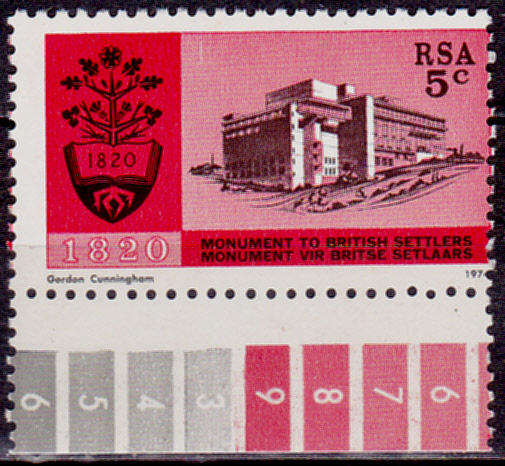 RSA
5c
1820
1820
MONUMENT TO BRITISH SETTLERS
MONUMENT VIR BRITSE SETLAARS
Gordon Cunningham
197
6 5 4 3 9 8 7 6